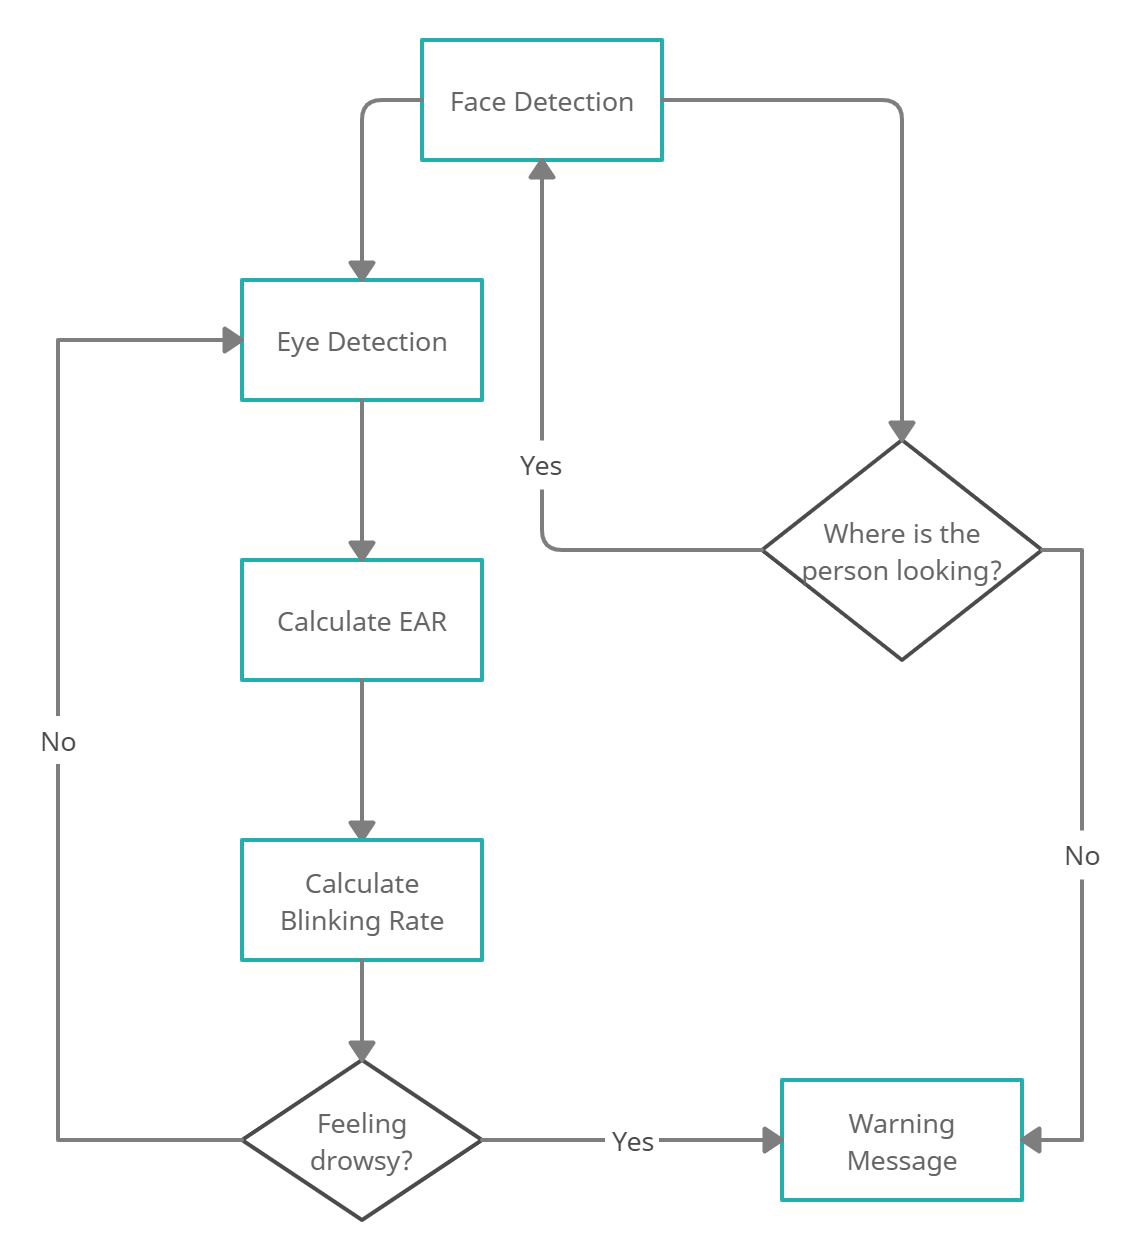 Face Detection
Eye Detection
Yes
Where is the
person looking?
Calculate EAR
No
No
Calculate
Blinking Rate
Feeling
drowsy?
Yes
Warning
Message